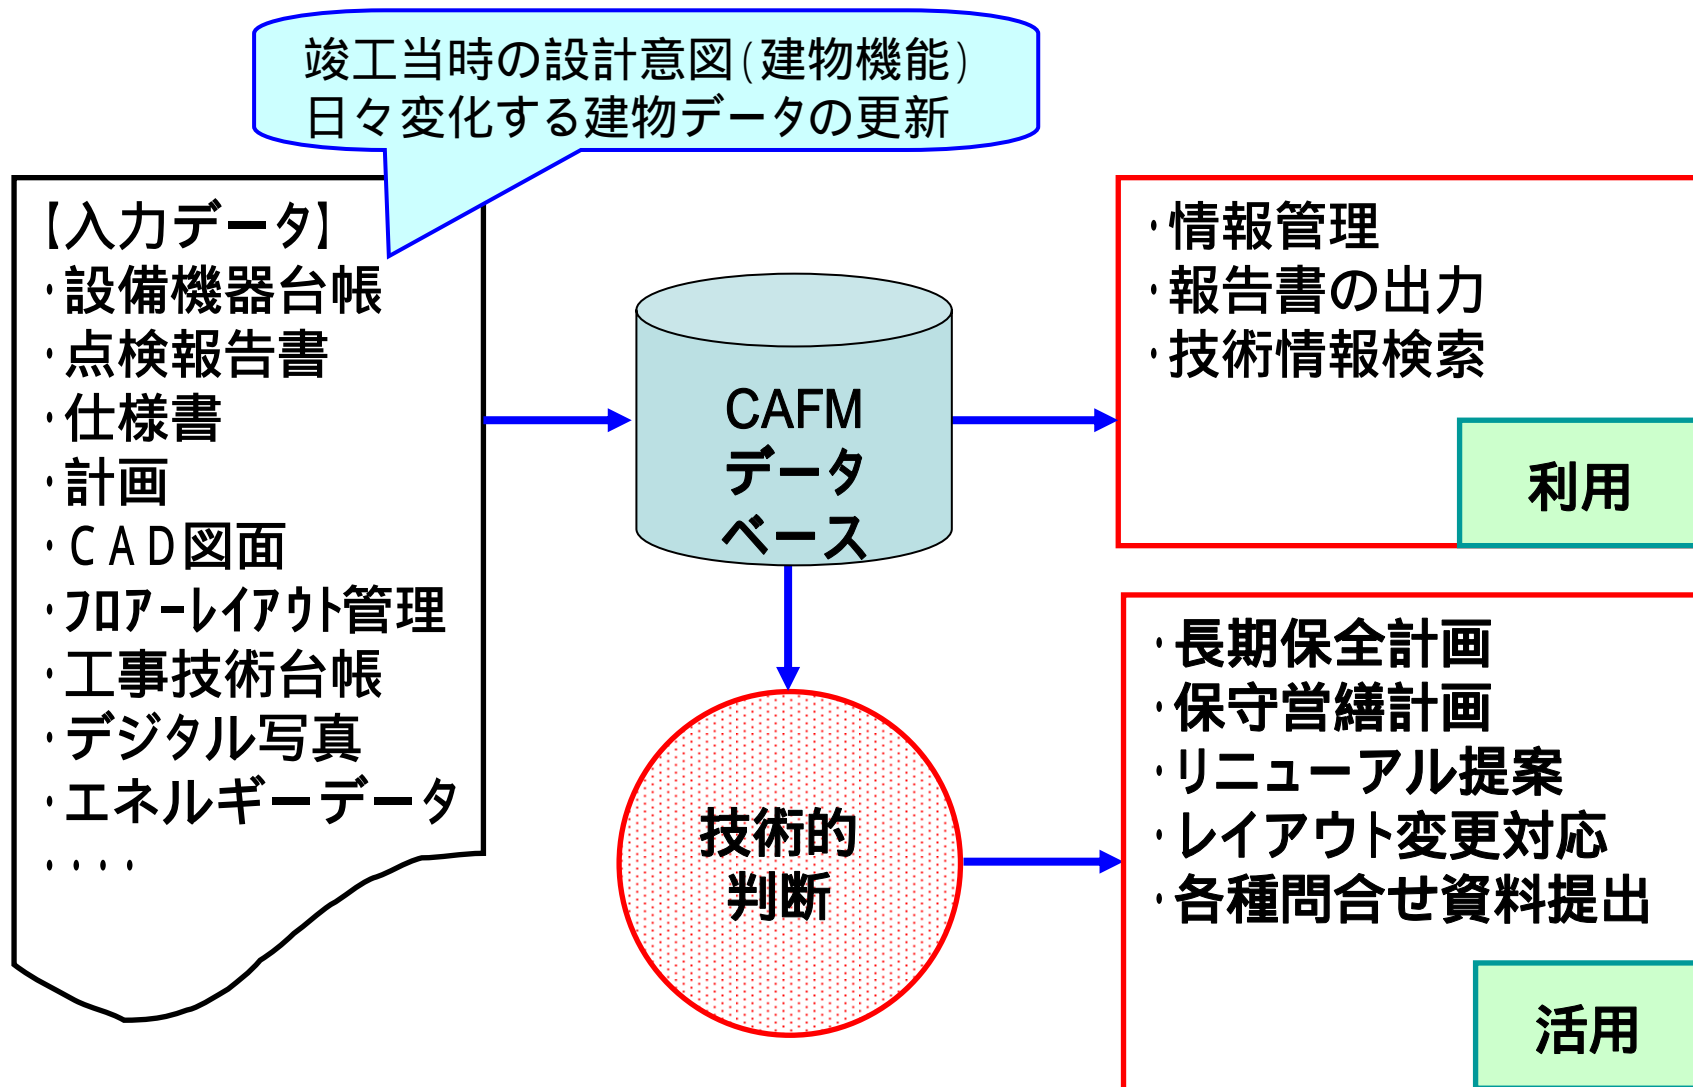 竣工当時の設計意図(建物機能)
日々変化する建物データの更新
【入力データ】
・設備機器台帳
・点検報告書
・仕様書
・計画
・CAD図面
・フロアーレイアウト管理
・工事技術台帳
・デジタル写真
・エネルギーデータ
・・・・
CAFM
データ
ベース
技術的
判断
・情報管理
・報告書の出力
・技術情報検索
利用
・長期保全計画
・保守営繕計画
・リニューアル提案
・レイアウト変更対応
・各種問合せ資料提出
活用